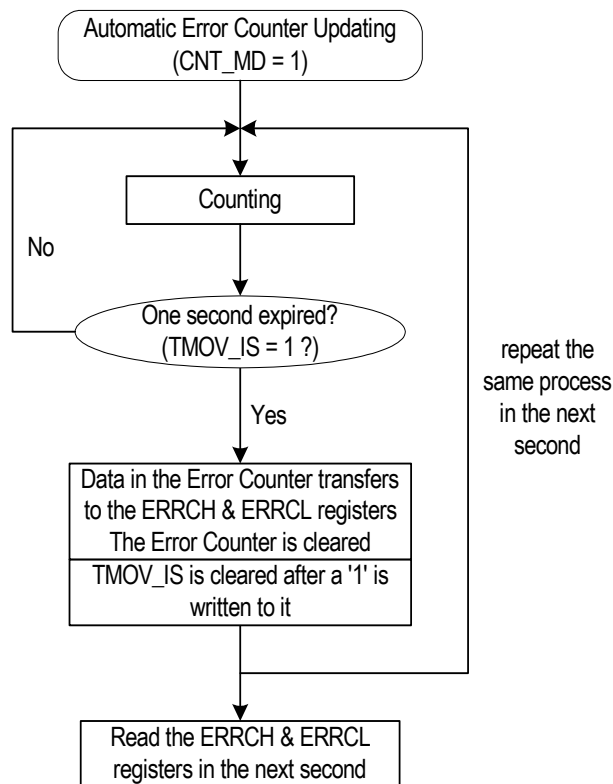 Automatic Error Counter Updating
(CNT_MD = 1)
Counting
No
One second expired?
(TMOV_IS = 1 ?)
repeat the
same process
in the next
second
Yes
Data in the Error Counter transfers
to the ERRCH & ERRCL registers
The Error Counter is cleared
TMOV_IS is cleared after a '1' is
written to it
Read the ERRCH & ERRCL
registers in the next second